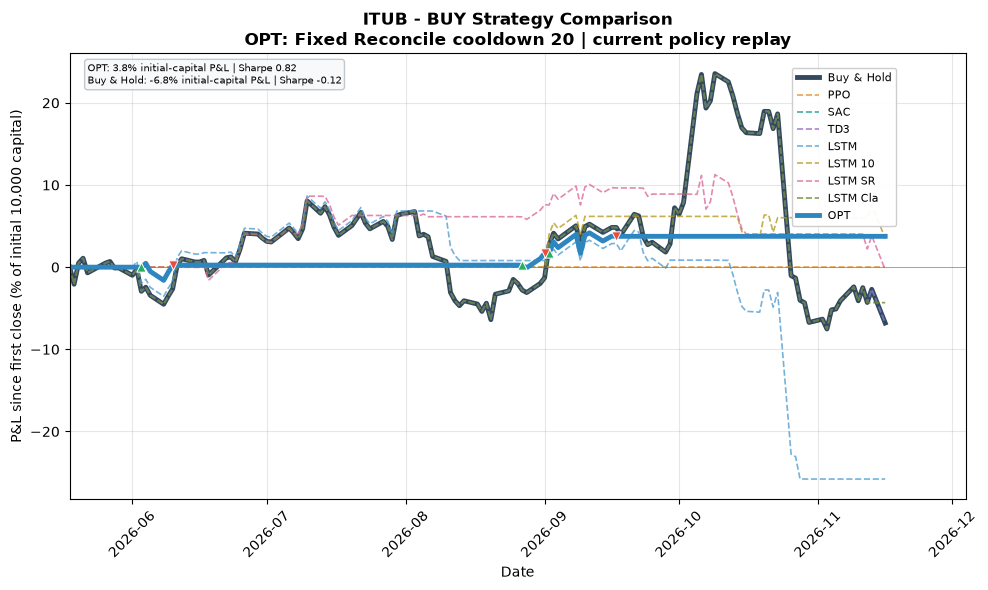 ITUB - BUY Strategy Comparison
OPT: Fixed Reconcile cooldown 20 | current policy replay
OPT: 3.8% initial-capital P&L | Sharpe 0.82
Buy & Hold: -6.8% initial-capital P&L | Sharpe -0.12
Buy & Hold
PPO
SAC
TD3
LSTM
LSTM 10
LSTM SR
LSTM Cla
OPT
P&L since first close (% of initial 10,000 capital)
20
10
0
−10
−20
2026-06
2026-07
2026-08
2026-09
2026-10
2026-11
2026-12
Date